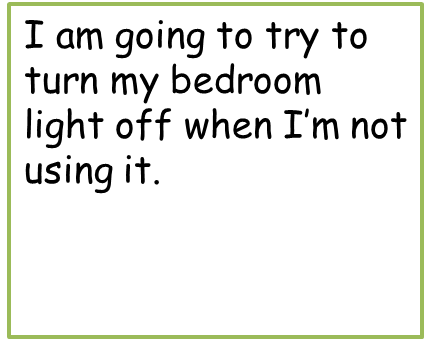 I am going to try to
turn my bedroom
light off when I’m not
using it.